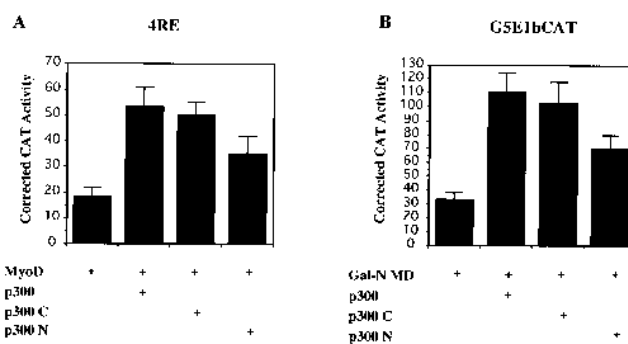 A
4RE
Corrected CAT Activity
70
60
50
40
30
20
10
0
MyoD + + + +
p300 +
p300 C +
p300 N +
B
G5E1bCAT
Corrected CAT Activity
130
120
110
100
90
80
70
60
50
40
30
20
10
0
Gal-N MD + + + +
p300 +
p300 C +
p300 N +